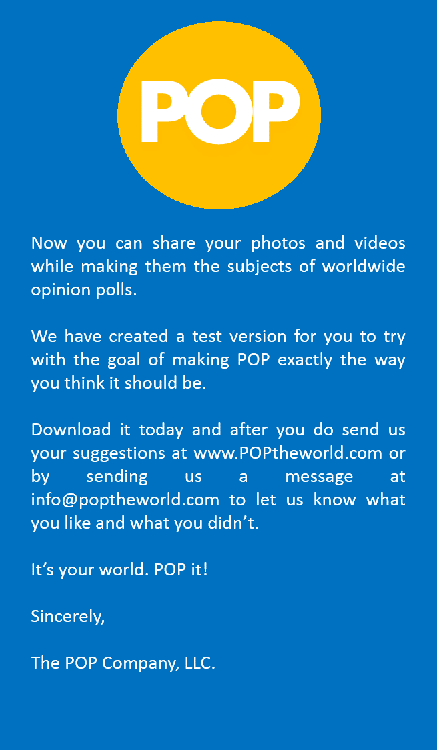 POP
Now you can share your photos and videos
while making them the subjects of worldwide
opinion polls.
We have created a test version for you to try
with the goal of making POP exactly the way
you think it should be.
Download it today and after you do send us
your suggestions at www.POPtheworld.com or
by sending us a message at
info@poptheworld.com to let us know what
you like and what you didn’t.
It’s your world. POP it!
Sincerely,
The POP Company, LLC.